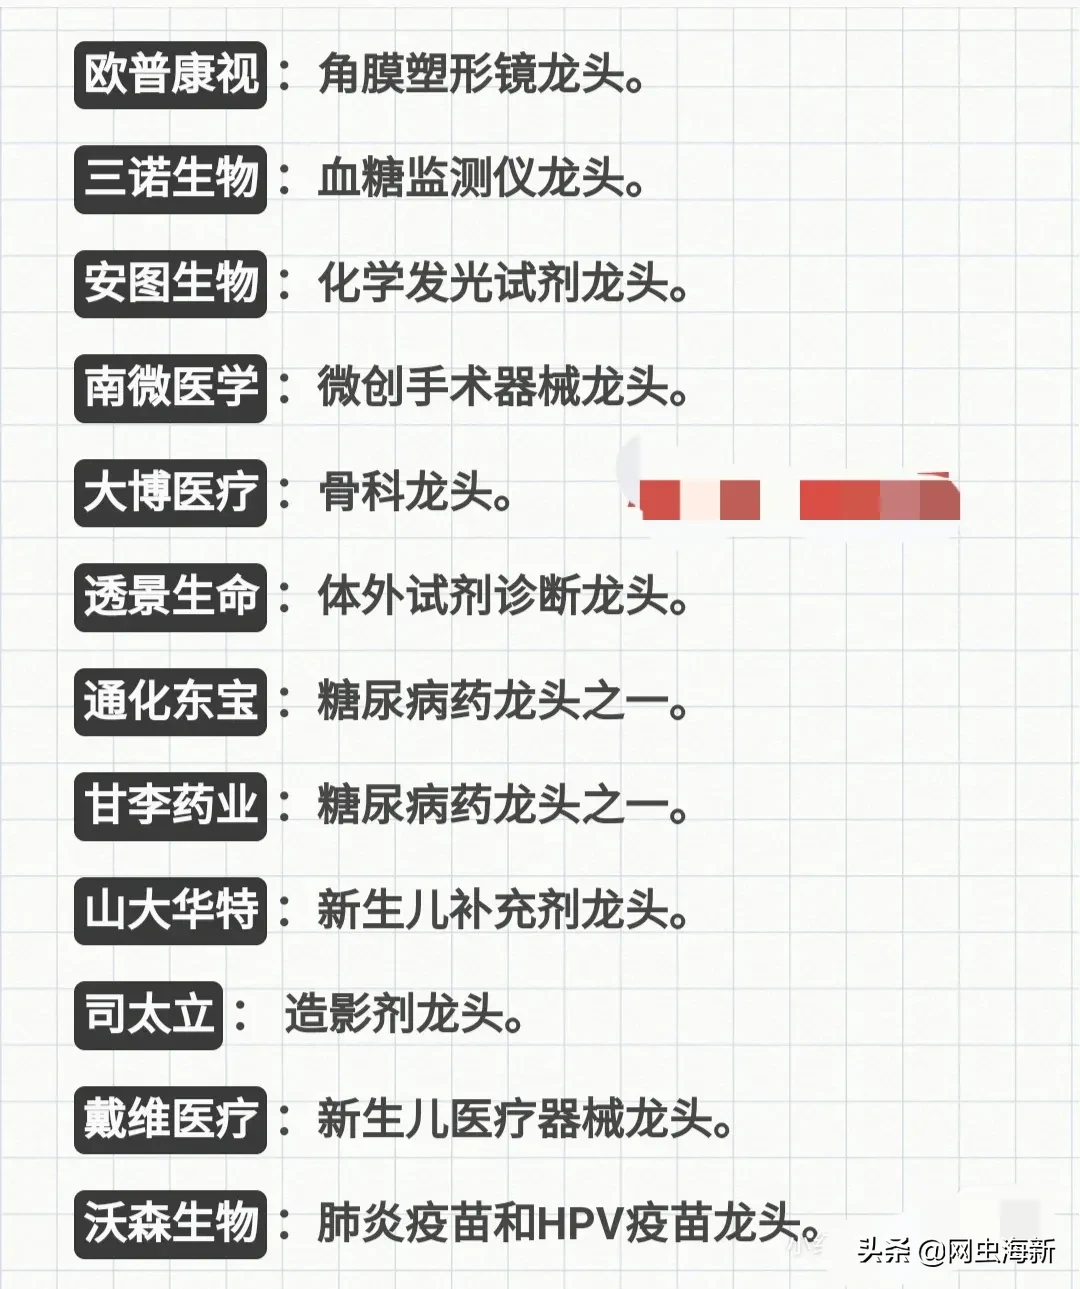 欧普康视：角膜塑形镜龙头。
三诺生物：血糖监测仪龙头。
安图生物：化学发光试剂龙头。
南微医学：微创手术器械龙头。
大博医疗：骨科龙头。
透景生命：体外试剂诊断龙头。
通化东宝：糖尿病药龙头之一。
甘李药业：糖尿病药龙头之一。
山大华特：新生儿补充剂龙头。
司太立：造影剂龙头。
戴维医疗：新生儿医疗器械龙头。
沃森生物：肺炎疫苗和HPV疫苗龙头。
头条 @网虫海新